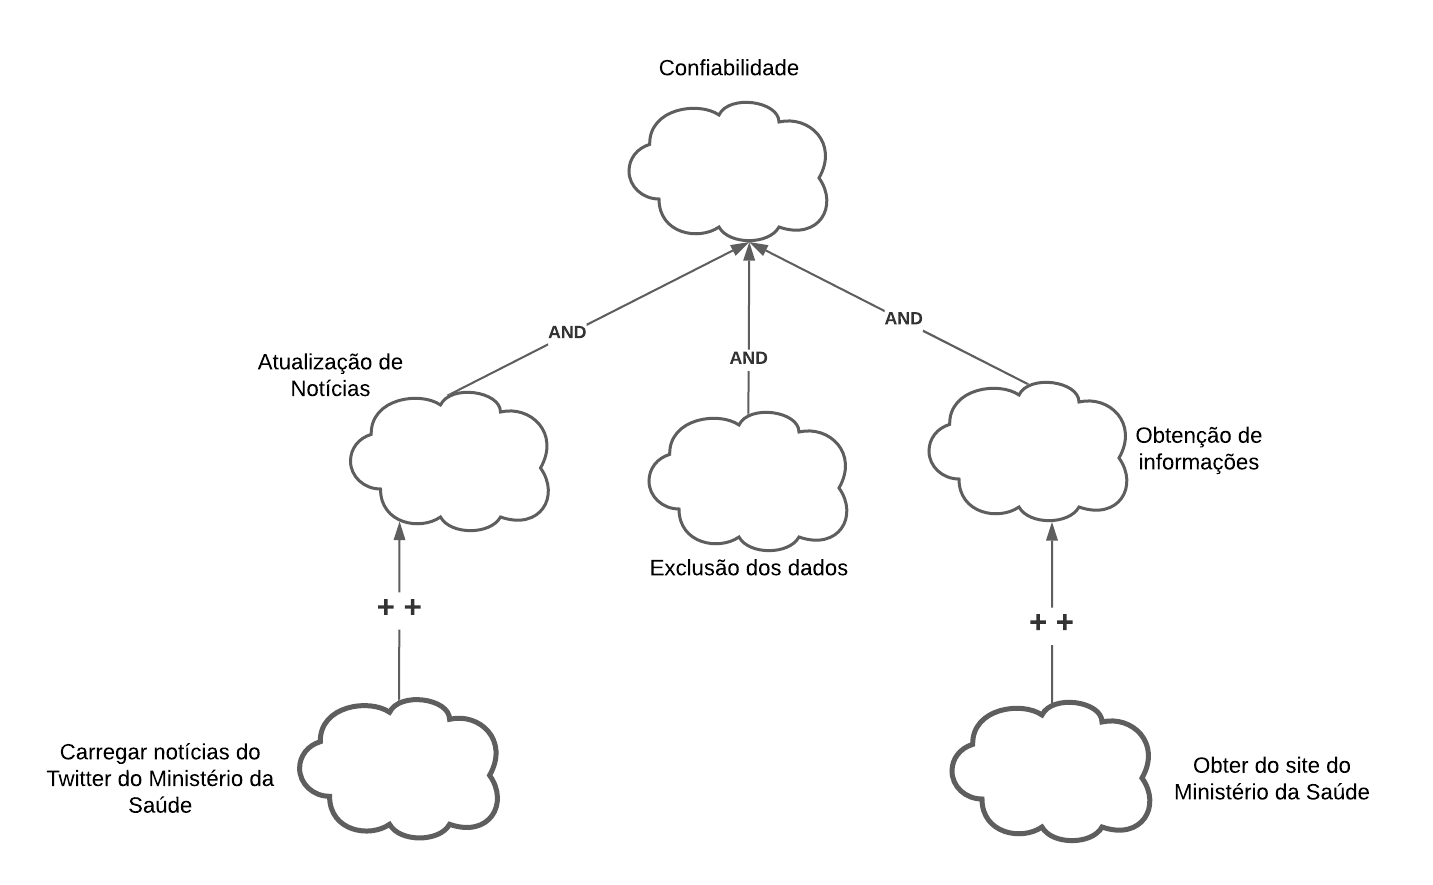 Confiabilidade
AND
AND
AND
Atualização de
Notícias
Obtenção de
informações
Exclusão dos dados
+ +
+ +
Carregar notícias do
Twitter do Ministério da
Saúde
Obter do site do
Ministério da Saúde